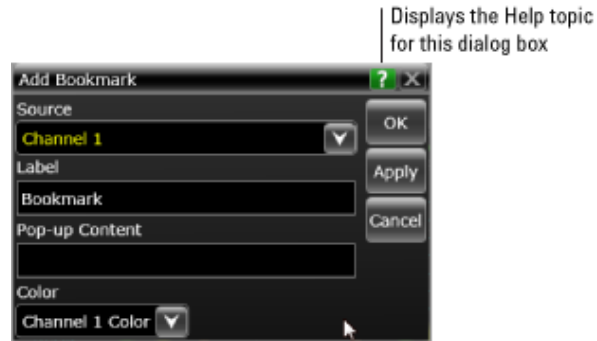 Displays the Help topic
for this dialog box
Add Bookmark
?
X
Source
Channel 1
OK
Label
Apply
Bookmark
Cancel
Pop-up Content
Color
Channel 1 Color